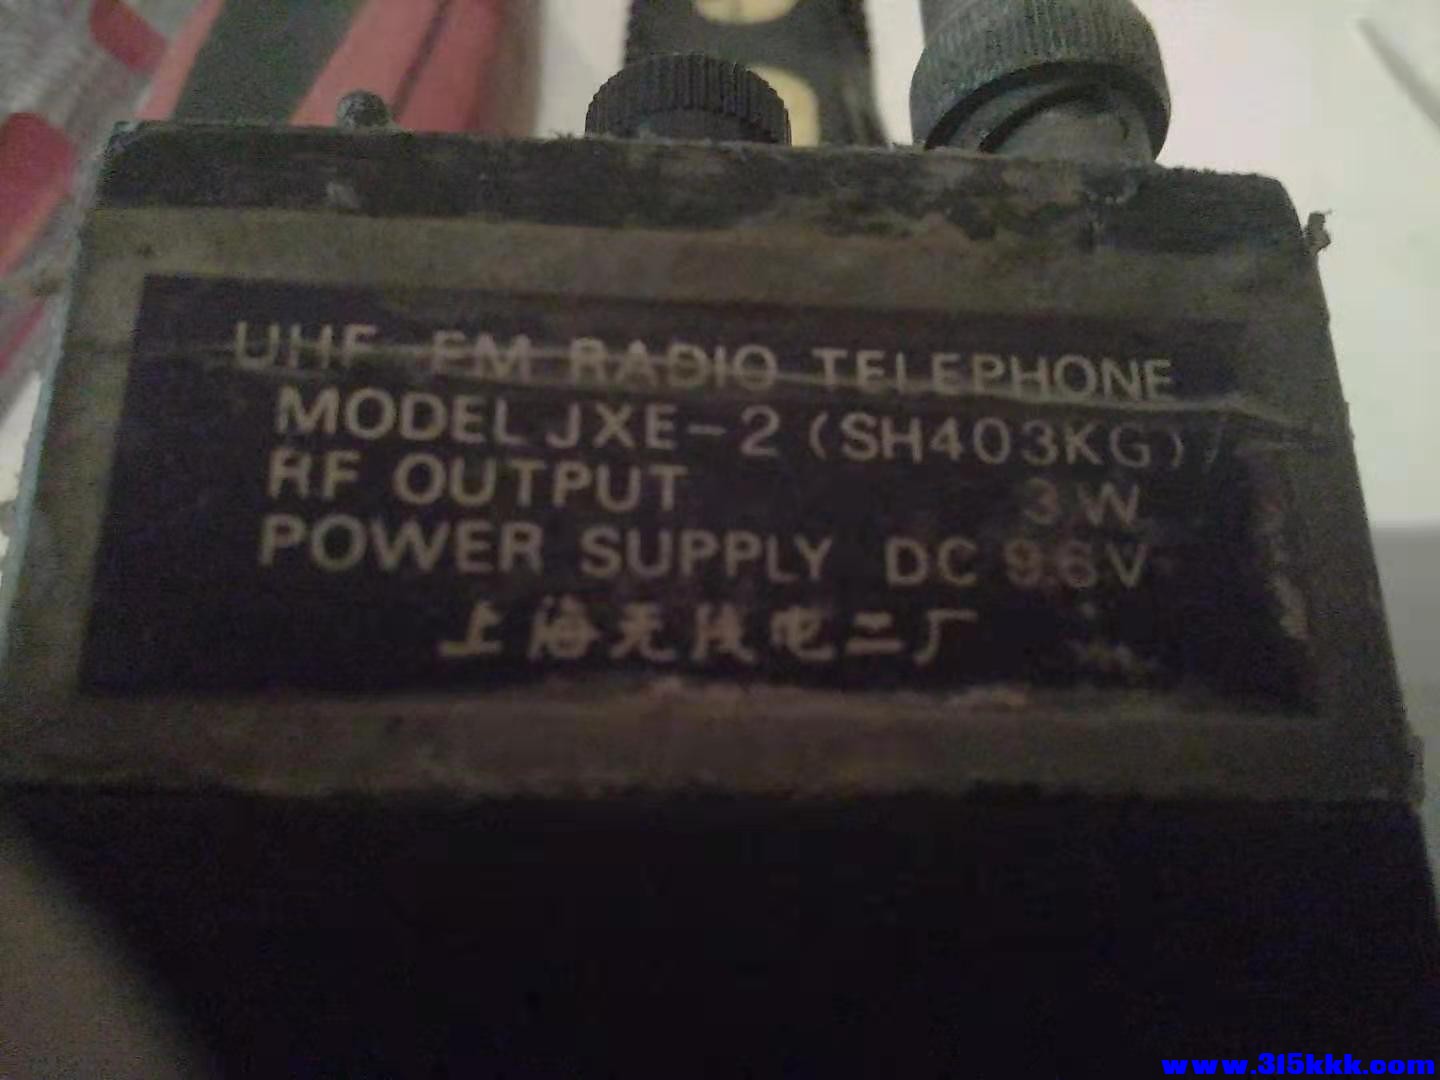 UHF FM RADIO TELEPHONE
MODEL JXE-2 (SH403KG)
RF OUTPUT 3W
POWER SUPPLY DC 9.6V
上海无线电二厂
www.315kkk.com